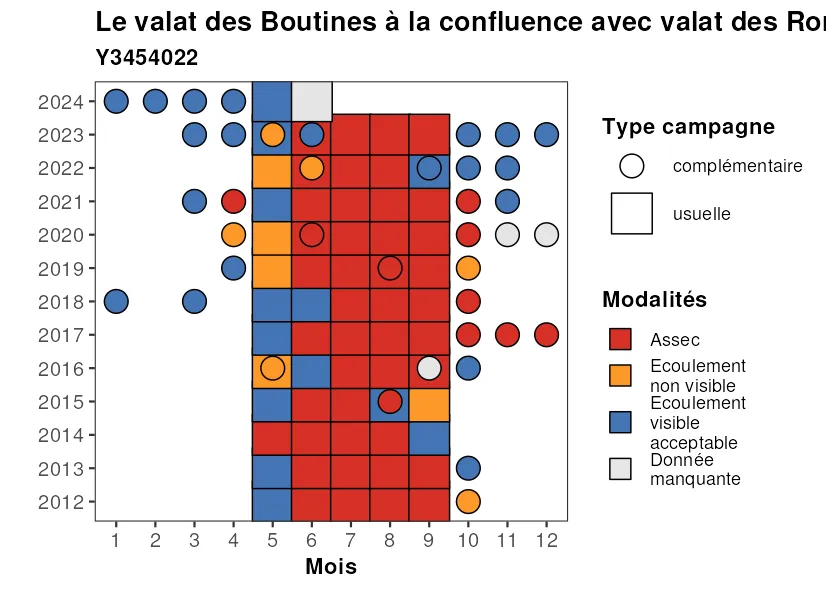 Le valat des Boutines à la confluence avec valat des Ror
Y3454022
2024
2023
2022
2021
2020
2019
2018
2017
2016
2015
2014
2013
2012
1 2 3 4 5 6 7 8 9 10 11 12
Mois
Type campagne
complémentaire
usuelle
Modalités
Assec
Ecoulement
non visible
Ecoulement
visible
acceptable
Donnée
manquante